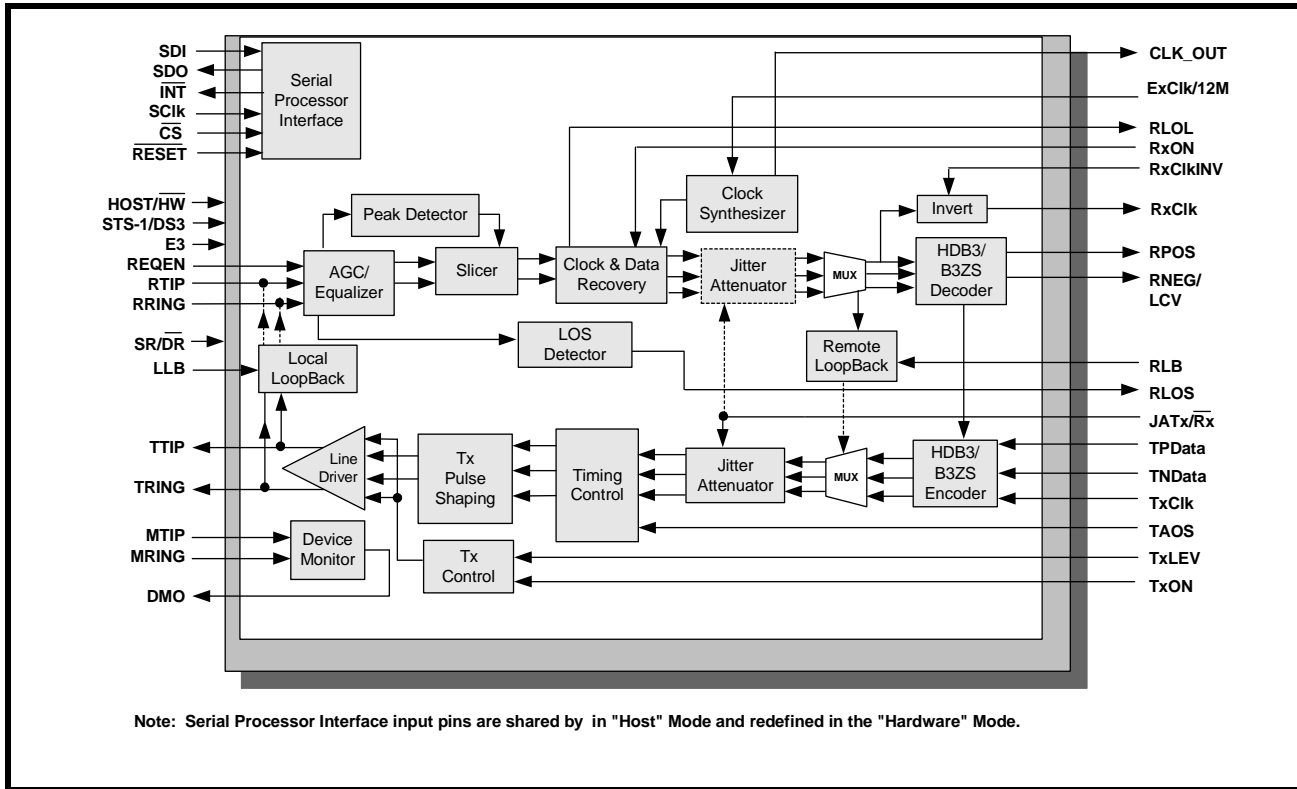 SDI
SDO
INT
SClk
CS
RESET
HOST/HW
STS-1/DS3
E3
REQEN
RTIP
RRING
SR/DR
LLB
TTIP
TRING
MTIP
MRING
DMO
Serial
Processor
Interface
Peak Detector
AGC/
Equalizer
Slicer
LOS
Detector
Local
LoopBack
Clock
Synthesizer
Clock & Data
Recovery
Jitter
Attenuator
MUX
Invert
HDB3/
B3ZS
Decoder
Remote
LoopBack
Line
Driver
Tx
Pulse
Shaping
Timing
Control
Jitter
Attenuator
MUX
HDB3/
B3ZS
Encoder
Device
Monitor
Tx
Control
CLK_OUT
ExClk/12M
RLOL
RxON
RxClkINV
RxClk
RPOS
RNEG/
LCV
RLB
RLOS
JATx/Rx
TPData
TNData
TxClk
TAOS
TxLEV
TxON
Note: Serial Processor Interface input pins are shared by in "Host" Mode and redefined in the "Hardware" Mode.